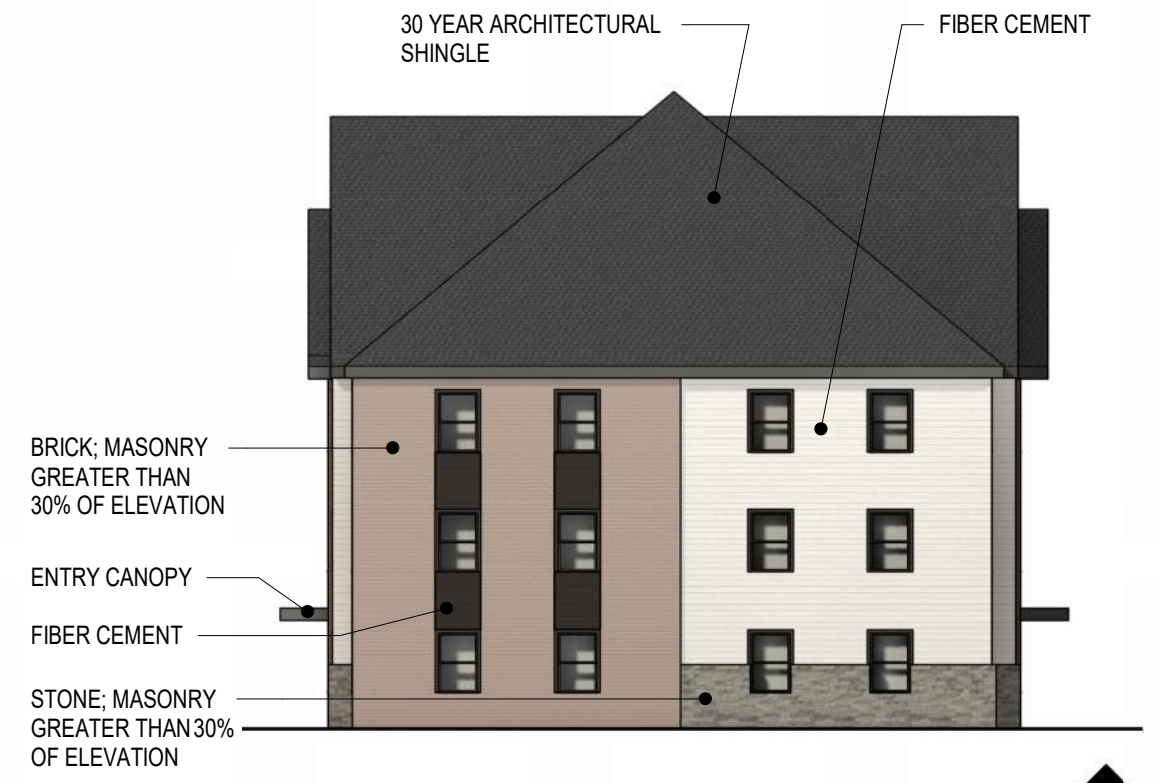 30 YEAR ARCHITECTURAL
SHINGLE
FIBER CEMENT
BRICK; MASONRY
GREATER THAN
30% OF ELEVATION
ENTRY CANOPY
FIBER CEMENT
STONE; MASONRY
GREATER THAN 30%
OF ELEVATION